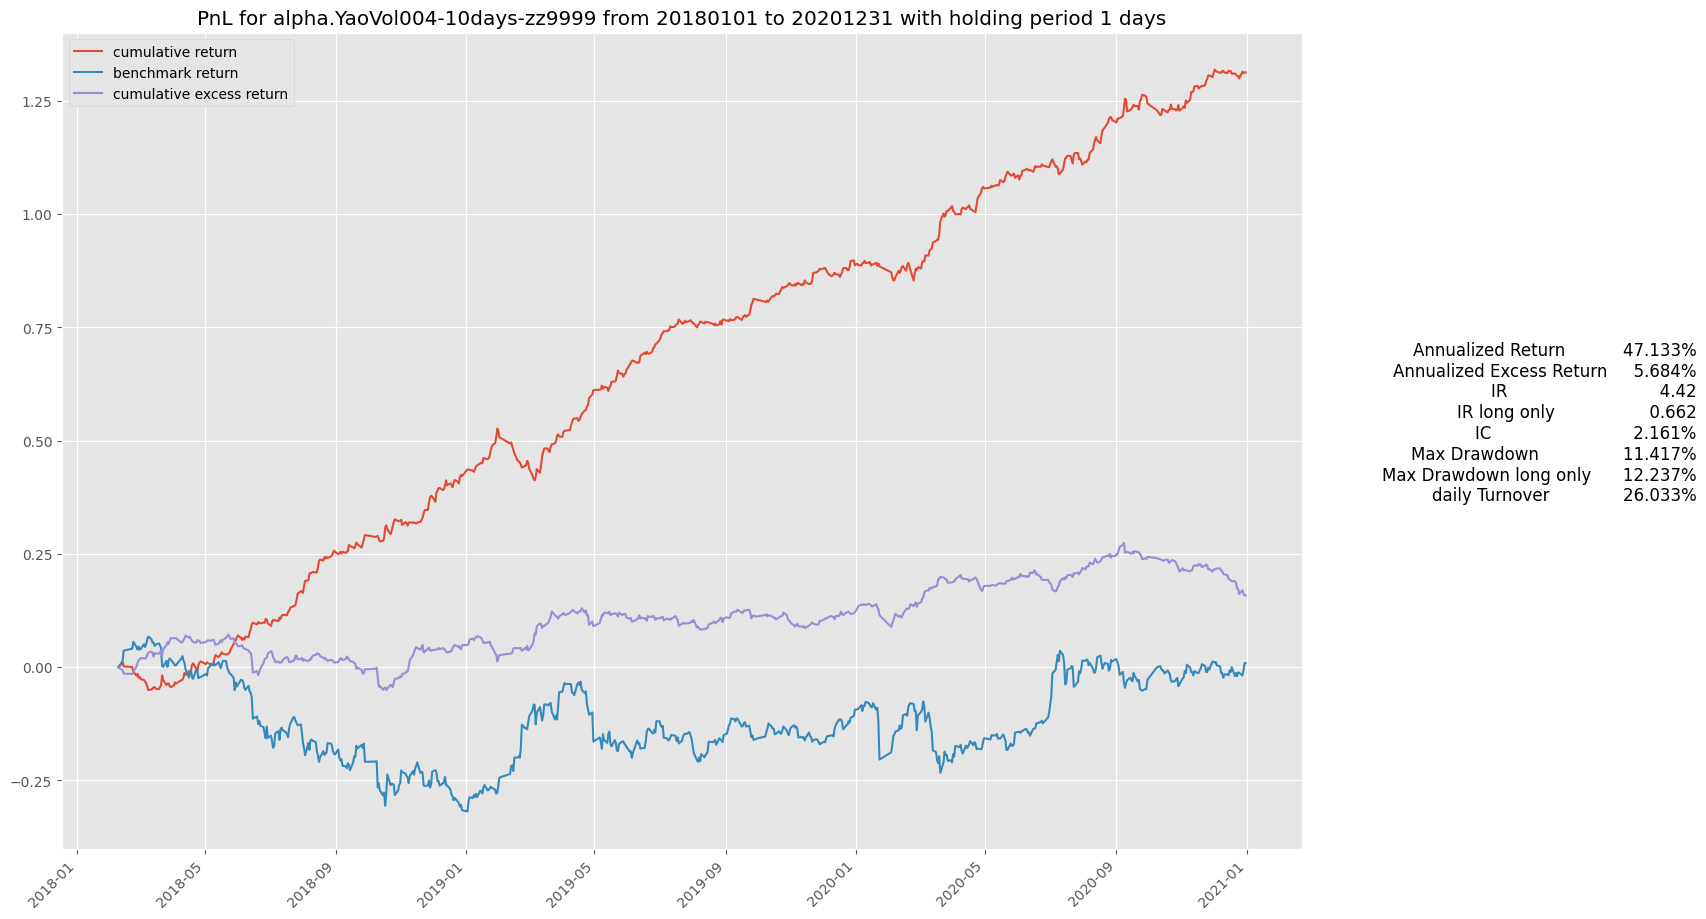 PnL for alpha.YaoVol004-10days-zz9999 from 20180101 to 20201231 with holding period 1 days
cumulative return
benchmark return
cumulative excess return
1.25
1.00
0.75
0.50
0.25
0.00
−0.25
2018-01
2018-05
2018-09
2019-01
2019-05
2019-09
2020-01
2020-05
2020-09
2021-01
Annualized Return 47.133%
Annualized Excess Return 5.684%
IR 4.42
IR long only 0.662
IC 2.161%
Max Drawdown 11.417%
Max Drawdown long only 12.237%
daily Turnover 26.033%